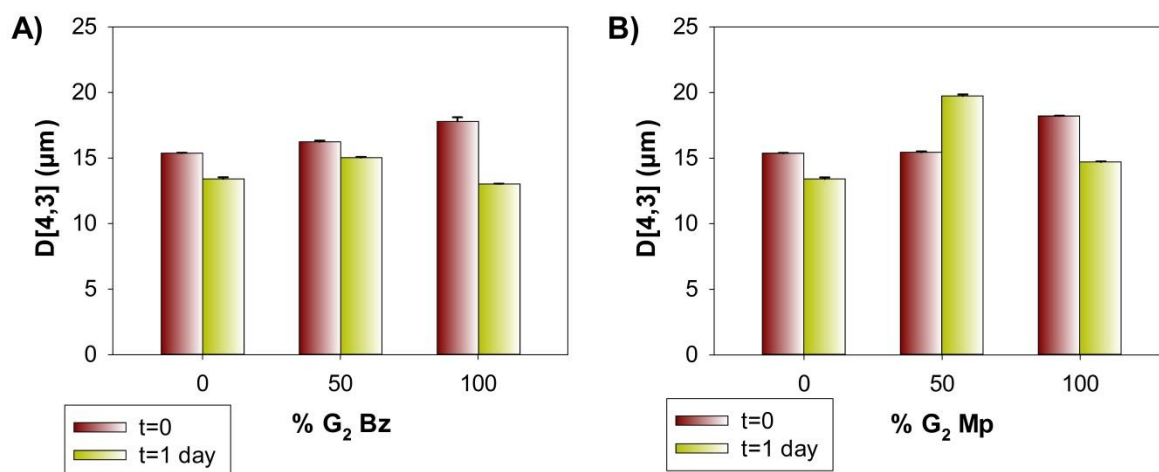 A)
D[4,3] (μm)
25
20
15
10
5
0
0 50 100
% G₂ Bz
t=0
t=1 day
B)
D[4,3] (μm)
25
20
15
10
5
0
0 50 100
% G₂ Mp
t=0
t=1 day